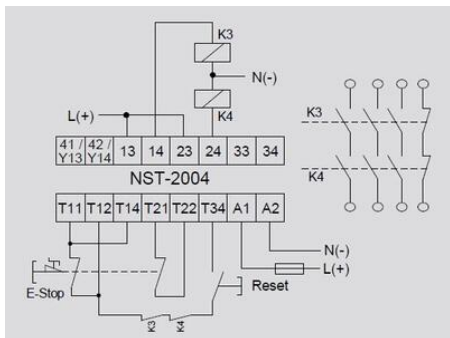 K3
N(-)
K4
L(+)
41 / Y13
42 / Y14
13
14
23
24
33
34
NST-2004
T11
T12
T14
T21
T22
T34
A1
A2
N(-)
L(+)
E-Stop
Reset
K3
K4
K3
K4